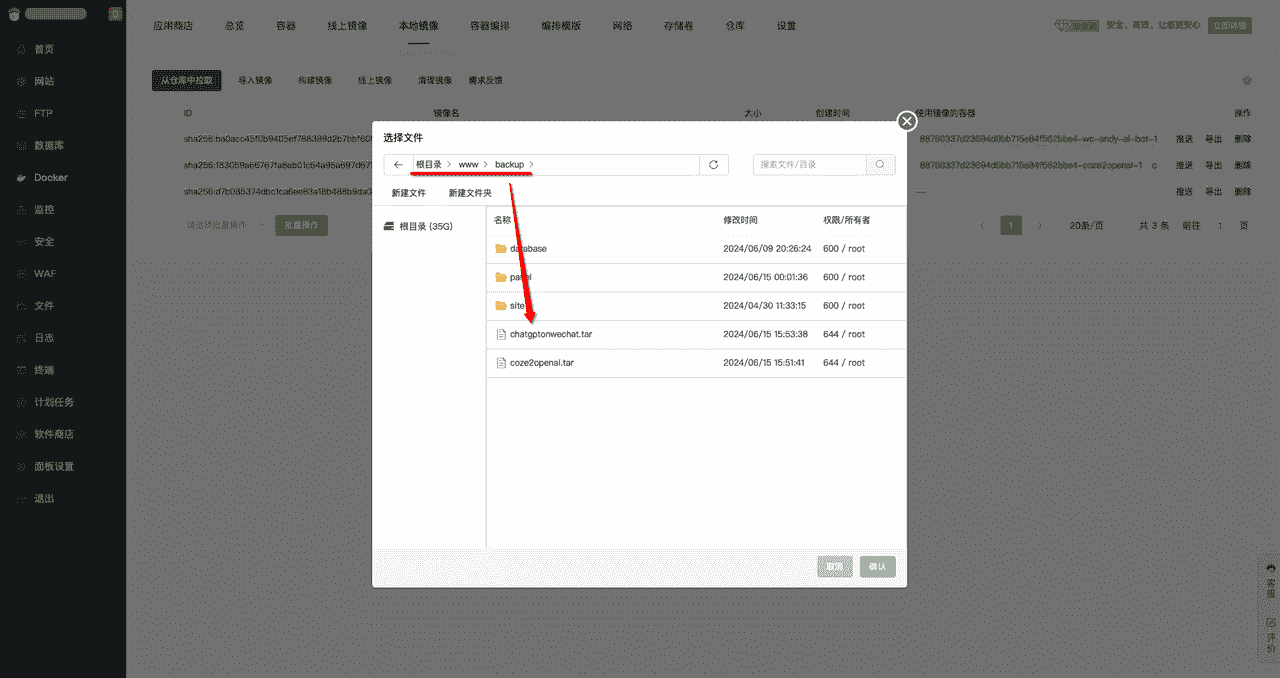 0
应用商店 总览 容器 线上镜像 本地镜像 容器编排 编排模版 网络 存储卷 仓库 设置
安全、高效、让您更安心 立即体验
首页
网站
FTP
数据库
Docker
监控
安全
WAF
文件
日志
终端
计划任务
软件商店
面板设置
退出
从仓库中拉取 导入镜像 构建镜像 线上镜像 清理镜像 需求反馈
ID 镜像名 大小 创建时间 使用镜像的容器 操作
推送 导出 删除
推送 导出 删除
推送 导出 删除
请选择批量操作 批量操作
1 20条/页 共 3 条 前往 1 页
选择文件
根目录 www backup
搜索文件/目录
新建文件 新建文件夹
根目录 (35G)
名称 修改时间 权限/所有者
database 2024/06/09 20:26:24 600 / root
panel 2024/06/15 00:01:36 600 / root
site 2024/04/30 11:33:15 600 / root
chatgptonwechat.tar 2024/06/15 15:53:38 644 / root
coze2openai.tar 2024/06/15 15:51:41 644 / root
取消 确认
客服
评价